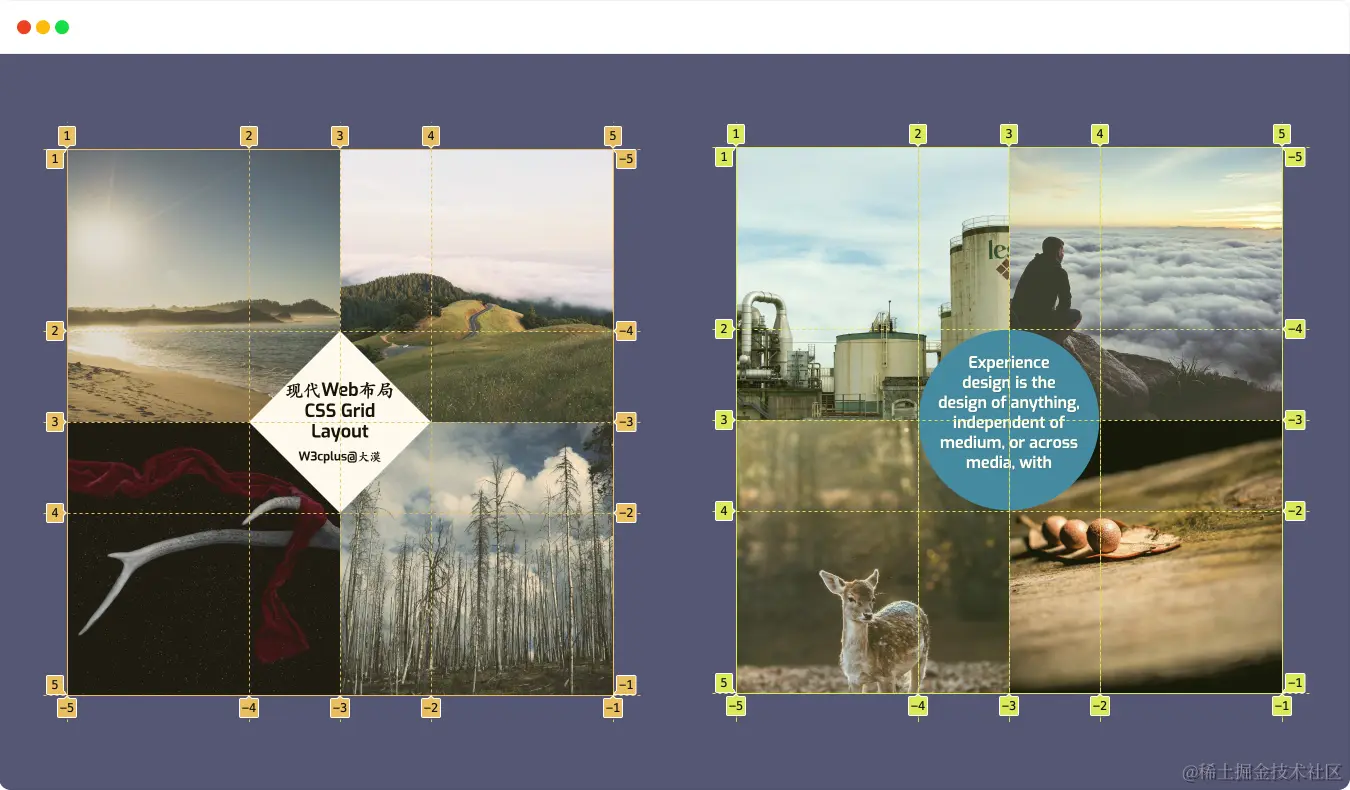 1 2 3 4 5
1 −5
2 −4
3 −3
4 −2
5 −1
−5 −4 −3 −2 −1
现代Web布局
CSS Grid
Layout
W3cplus@大漠
1 2 3 4 5
1 −5
2 −4
3 −3
4 −2
5 −1
−5 −4 −3 −2 −1
les
Experience
design is the
design of anything,
independent of
medium, or across
media, with
@稀土掘金技术社区